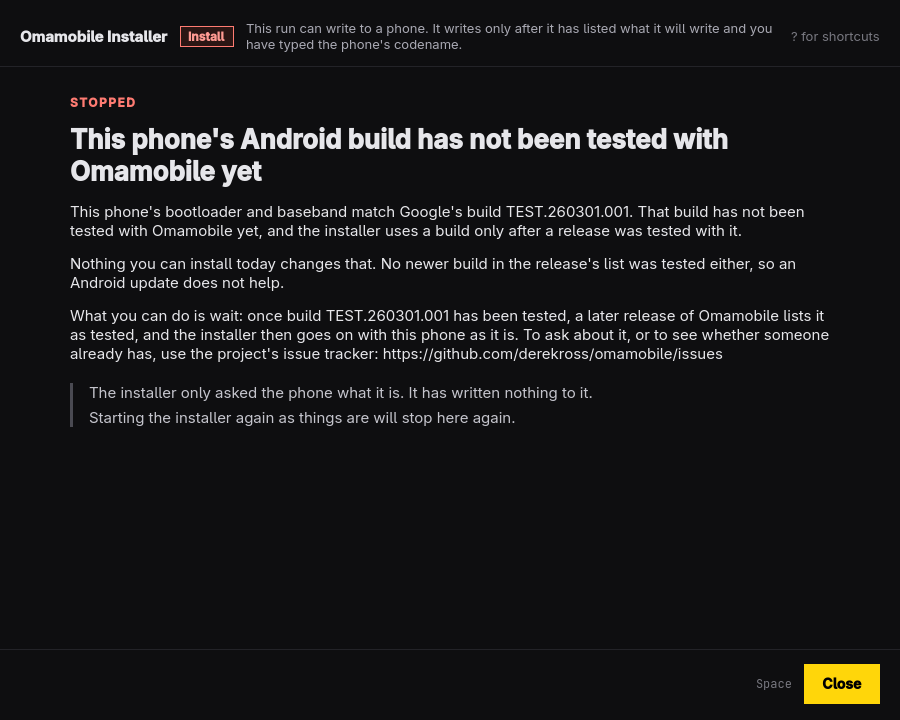 Omamobile Installer
Install
This run can write to a phone. It writes only after it has listed what it will write and you
have typed the phone's codename.
? for shortcuts
STOPPED
This phone's Android build has not been tested with
Omamobile yet
This phone's bootloader and baseband match Google's build TEST.260301.001. That build has not been
tested with Omamobile yet, and the installer uses a build only after a release was tested with it.
Nothing you can install today changes that. No newer build in the release's list was tested either, so an
Android update does not help.
What you can do is wait: once build TEST.260301.001 has been tested, a later release of Omamobile lists it
as tested, and the installer then goes on with this phone as it is. To ask about it, or to see whether someone
already has, use the project's issue tracker: https://github.com/derekross/omamobile/issues
The installer only asked the phone what it is. It has written nothing to it.
Starting the installer again as things are will stop here again.
Space
Close